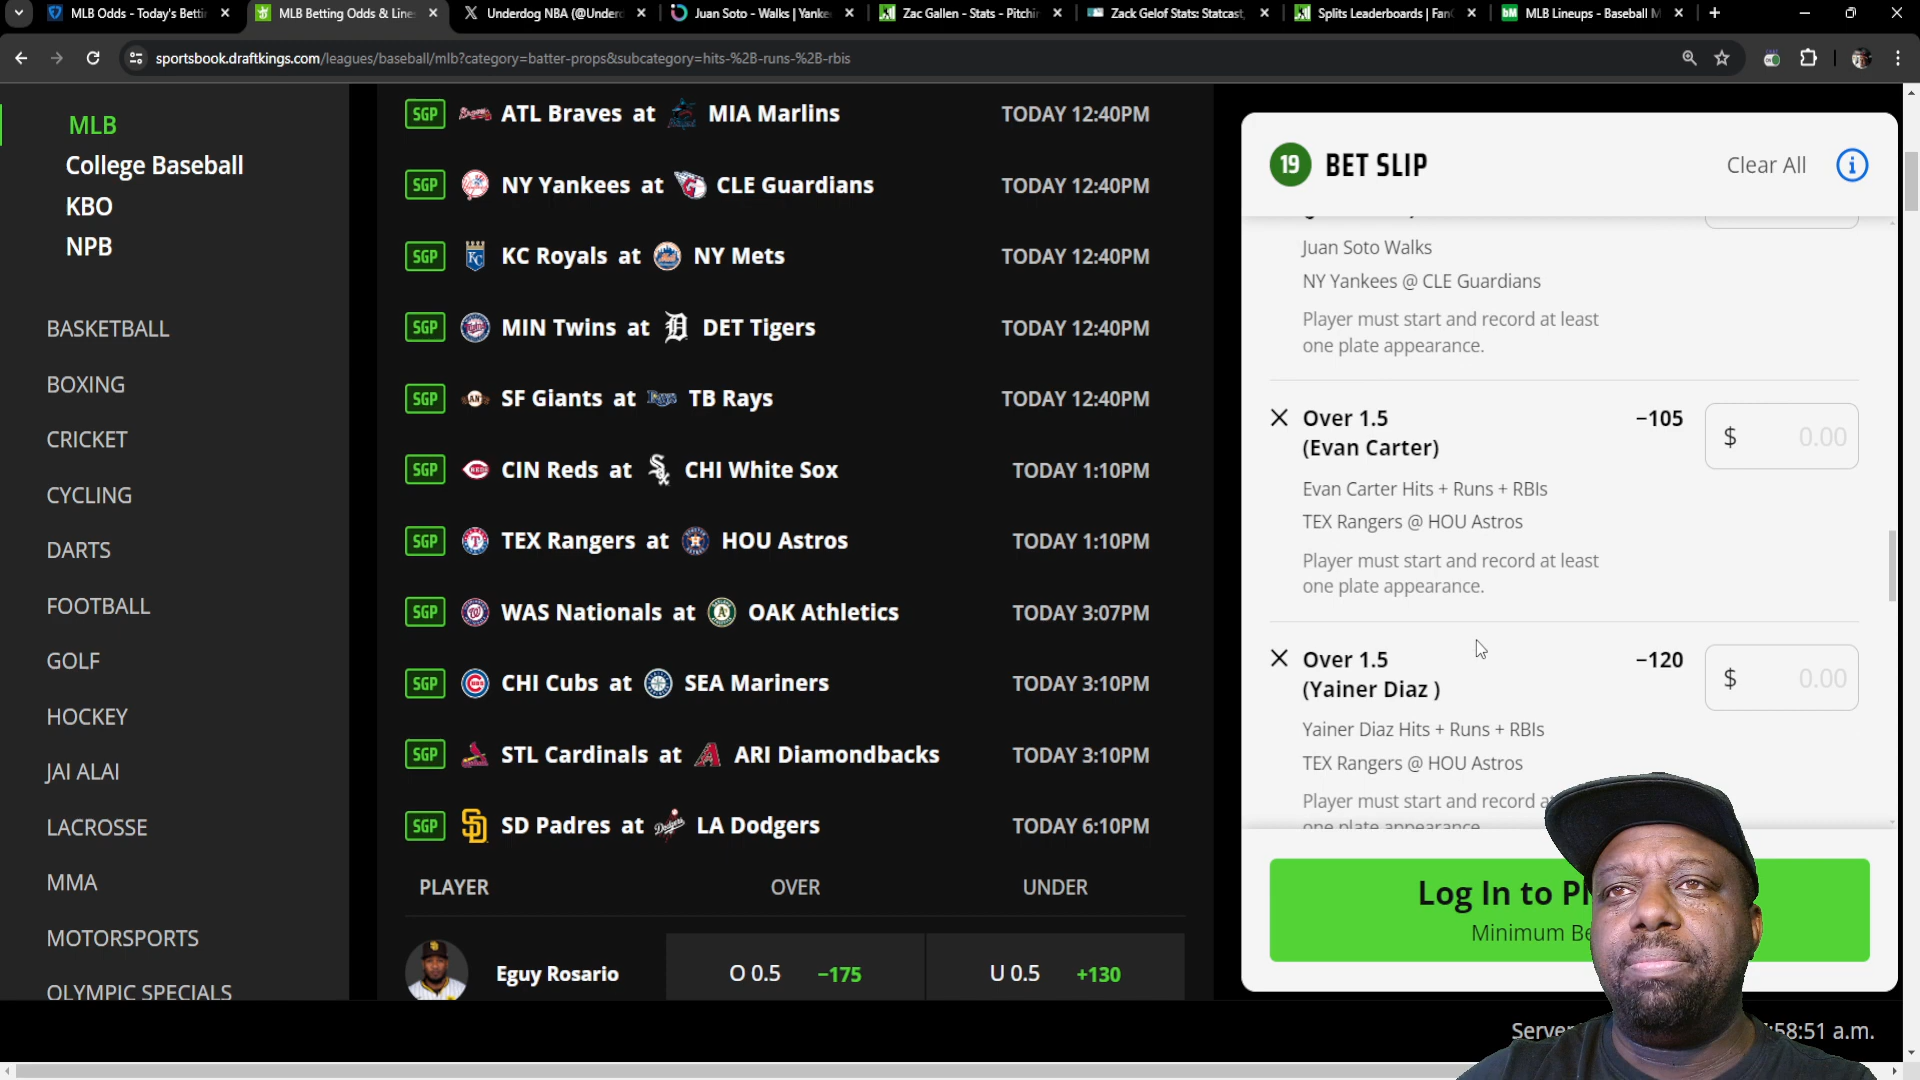 MLB Odds - Today's Betti
MLB Betting Odds & Line
Underdog NBA (@Under
Juan Soto - Walks | Yanke
Zac Gallen - Stats - Pitchi
Zack Gelof Stats: Statcast,
Splits Leaderboards | Fan
MLB Lineups - Baseball M
sportsbook.draftkings.com/leagues/baseball/mlb?category=batter-props&subcategory=hits-%2B-runs-%2B-rbis
MLB
College Baseball
KBO
NPB
BASKETBALL
BOXING
CRICKET
CYCLING
DARTS
FOOTBALL
GOLF
HOCKEY
JAI ALAI
LACROSSE
MMA
MOTORSPORTS
OLYMPIC SPECIALS
SGP ATL Braves at MIA Marlins TODAY 12:40PM
SGP NY Yankees at CLE Guardians TODAY 12:40PM
SGP KC Royals at NY Mets TODAY 12:40PM
SGP MIN Twins at DET Tigers TODAY 12:40PM
SGP SF Giants at TB Rays TODAY 12:40PM
SGP CIN Reds at CHI White Sox TODAY 1:10PM
SGP TEX Rangers at HOU Astros TODAY 1:10PM
SGP WAS Nationals at OAK Athletics TODAY 3:07PM
SGP CHI Cubs at SEA Mariners TODAY 3:10PM
SGP STL Cardinals at ARI Diamondbacks TODAY 3:10PM
SGP SD Padres at LA Dodgers TODAY 6:10PM
PLAYER OVER UNDER
Eguy Rosario O 0.5 −175 U 0.5 +130
19 BET SLIP Clear All
Juan Soto Walks
NY Yankees @ CLE Guardians
Player must start and record at least
one plate appearance.
Over 1.5 −105 $ 0.00
(Evan Carter)
Evan Carter Hits + Runs + RBIs
TEX Rangers @ HOU Astros
Player must start and record at least
one plate appearance.
Over 1.5 −120 $ 0.00
(Yainer Diaz )
Yainer Diaz Hits + Runs + RBIs
TEX Rangers @ HOU Astros
Player must start and record a
one plate appearance
Log In to Pl
Minimum Be
Server :58:51 a.m.